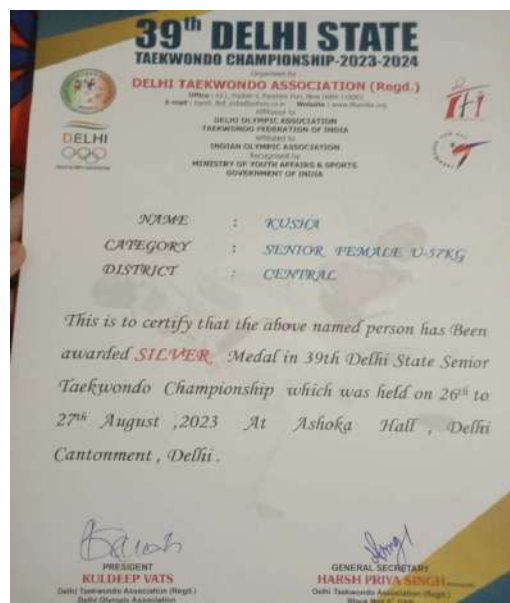 39th DELHI STATE
TAEKWONDO CHAMPIONSHIP-2023-2024
Organised by :
DELHI TAEKWONDO ASSOCIATION (Regd.)
Affiliated to
DELHI OLYMPIC ASSOCIATION
TAEKWONDO FEDERATION OF INDIA
Affiliated to
INDIAN OLYMPIC ASSOCIATION
Recognised by
MINISTRY OF YOUTH AFFAIRS & SPORTS
GOVERNMENT OF INDIA
DELHI
NAME : KUSHA
CATEGORY : SENIOR FEMALE U-57KG
DISTRICT : CENTRAL
This is to certify that the above named person has Been
awarded SILVER Medal in 39th Delhi State Senior
Taekwondo Championship which was held on 26th to
27th August ,2023 At Ashoka Hall , Delhi
Cantonment , Delhi .
PRESIDENT
KULDEEP VATS
Delhi Taekwondo Association (Regd.)
Delhi Olympic Association
GENERAL SECRETARY
HARSH PRIYA SINGH
Delhi Taekwondo Association (Regd.)